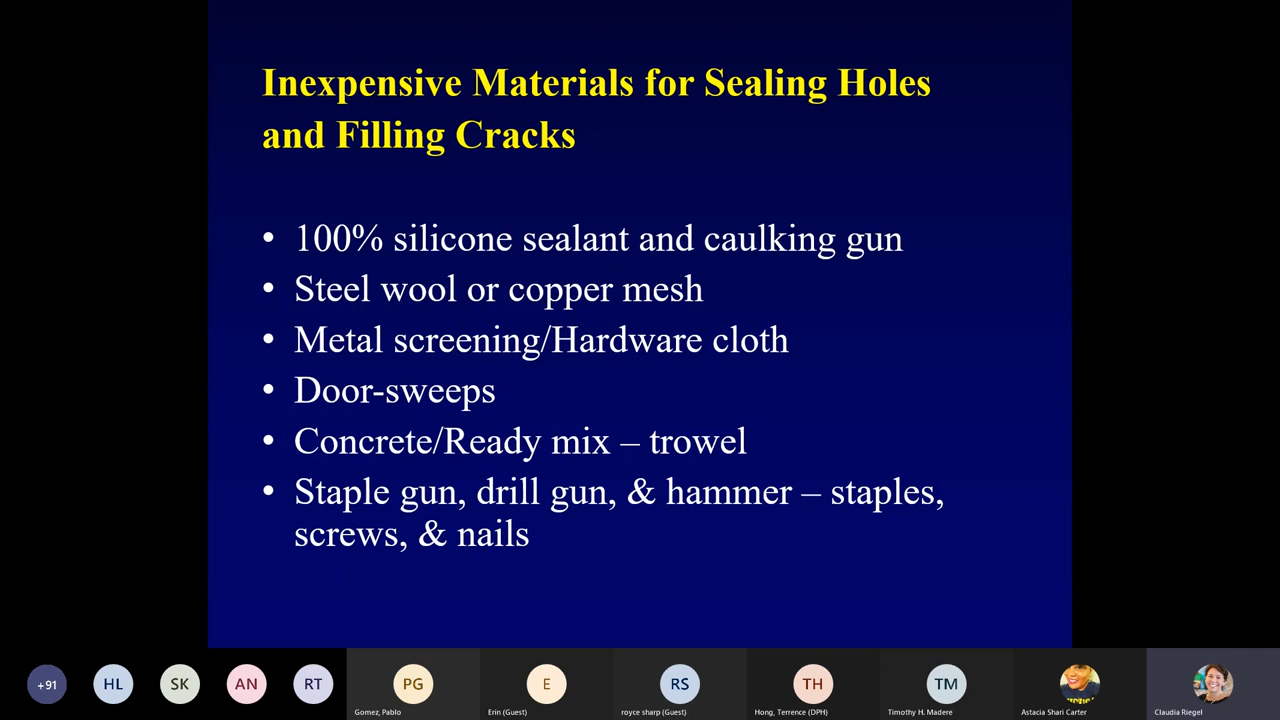 Inexpensive Materials for Sealing Holes
and Filling Cracks
• 100% silicone sealant and caulking gun
• Steel wool or copper mesh
• Metal screening/Hardware cloth
• Door-sweeps
• Concrete/Ready mix – trowel
• Staple gun, drill gun, & hammer – staples,
screws, & nails
+91
HL
SK
AN
RT
PG
Gomez, Pablo
E
Erin (Guest)
RS
royce sharp (Guest)
TH
Hong, Terrence (DPH)
TM
Timothy H. Madere
Astacia Shari Carter
Claudia Riegel